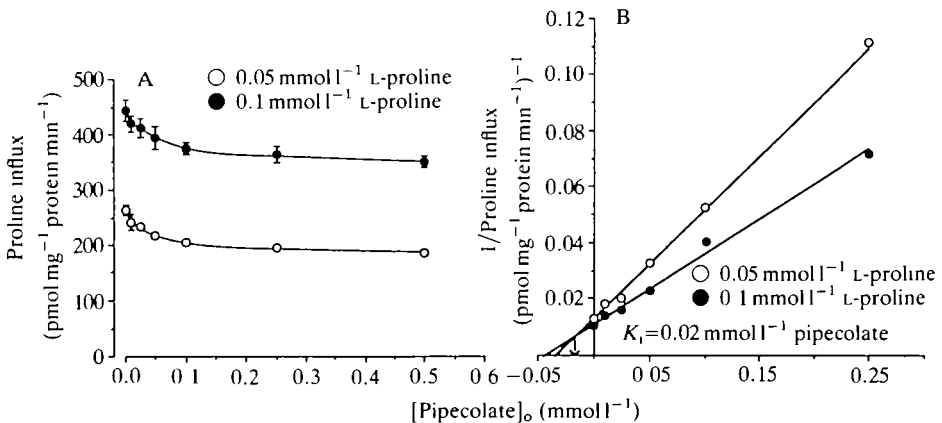 A
○ 0.05 mmol l⁻¹ L-proline
● 0.1 mmol l⁻¹ L-proline
Proline influx
(pmol mg⁻¹ protein min⁻¹)
500
400
300
200
100
0
0.0
0 1
0.2
0.3
0.4
0.5
0 6
B
1/Proline influx
(pmol mg⁻¹ protein min⁻¹)⁻¹
0.12
0.10
0.08
0.06
0.04
0.02
○ 0.05 mmol l⁻¹ L-proline
● 0 1 mmol l⁻¹ L-proline
Kᵢ=0.02 mmol l⁻¹ pipecolate
−0.05
0
0 05
0.15
0.25
[Pipecolate]ₒ (mmol l⁻¹)